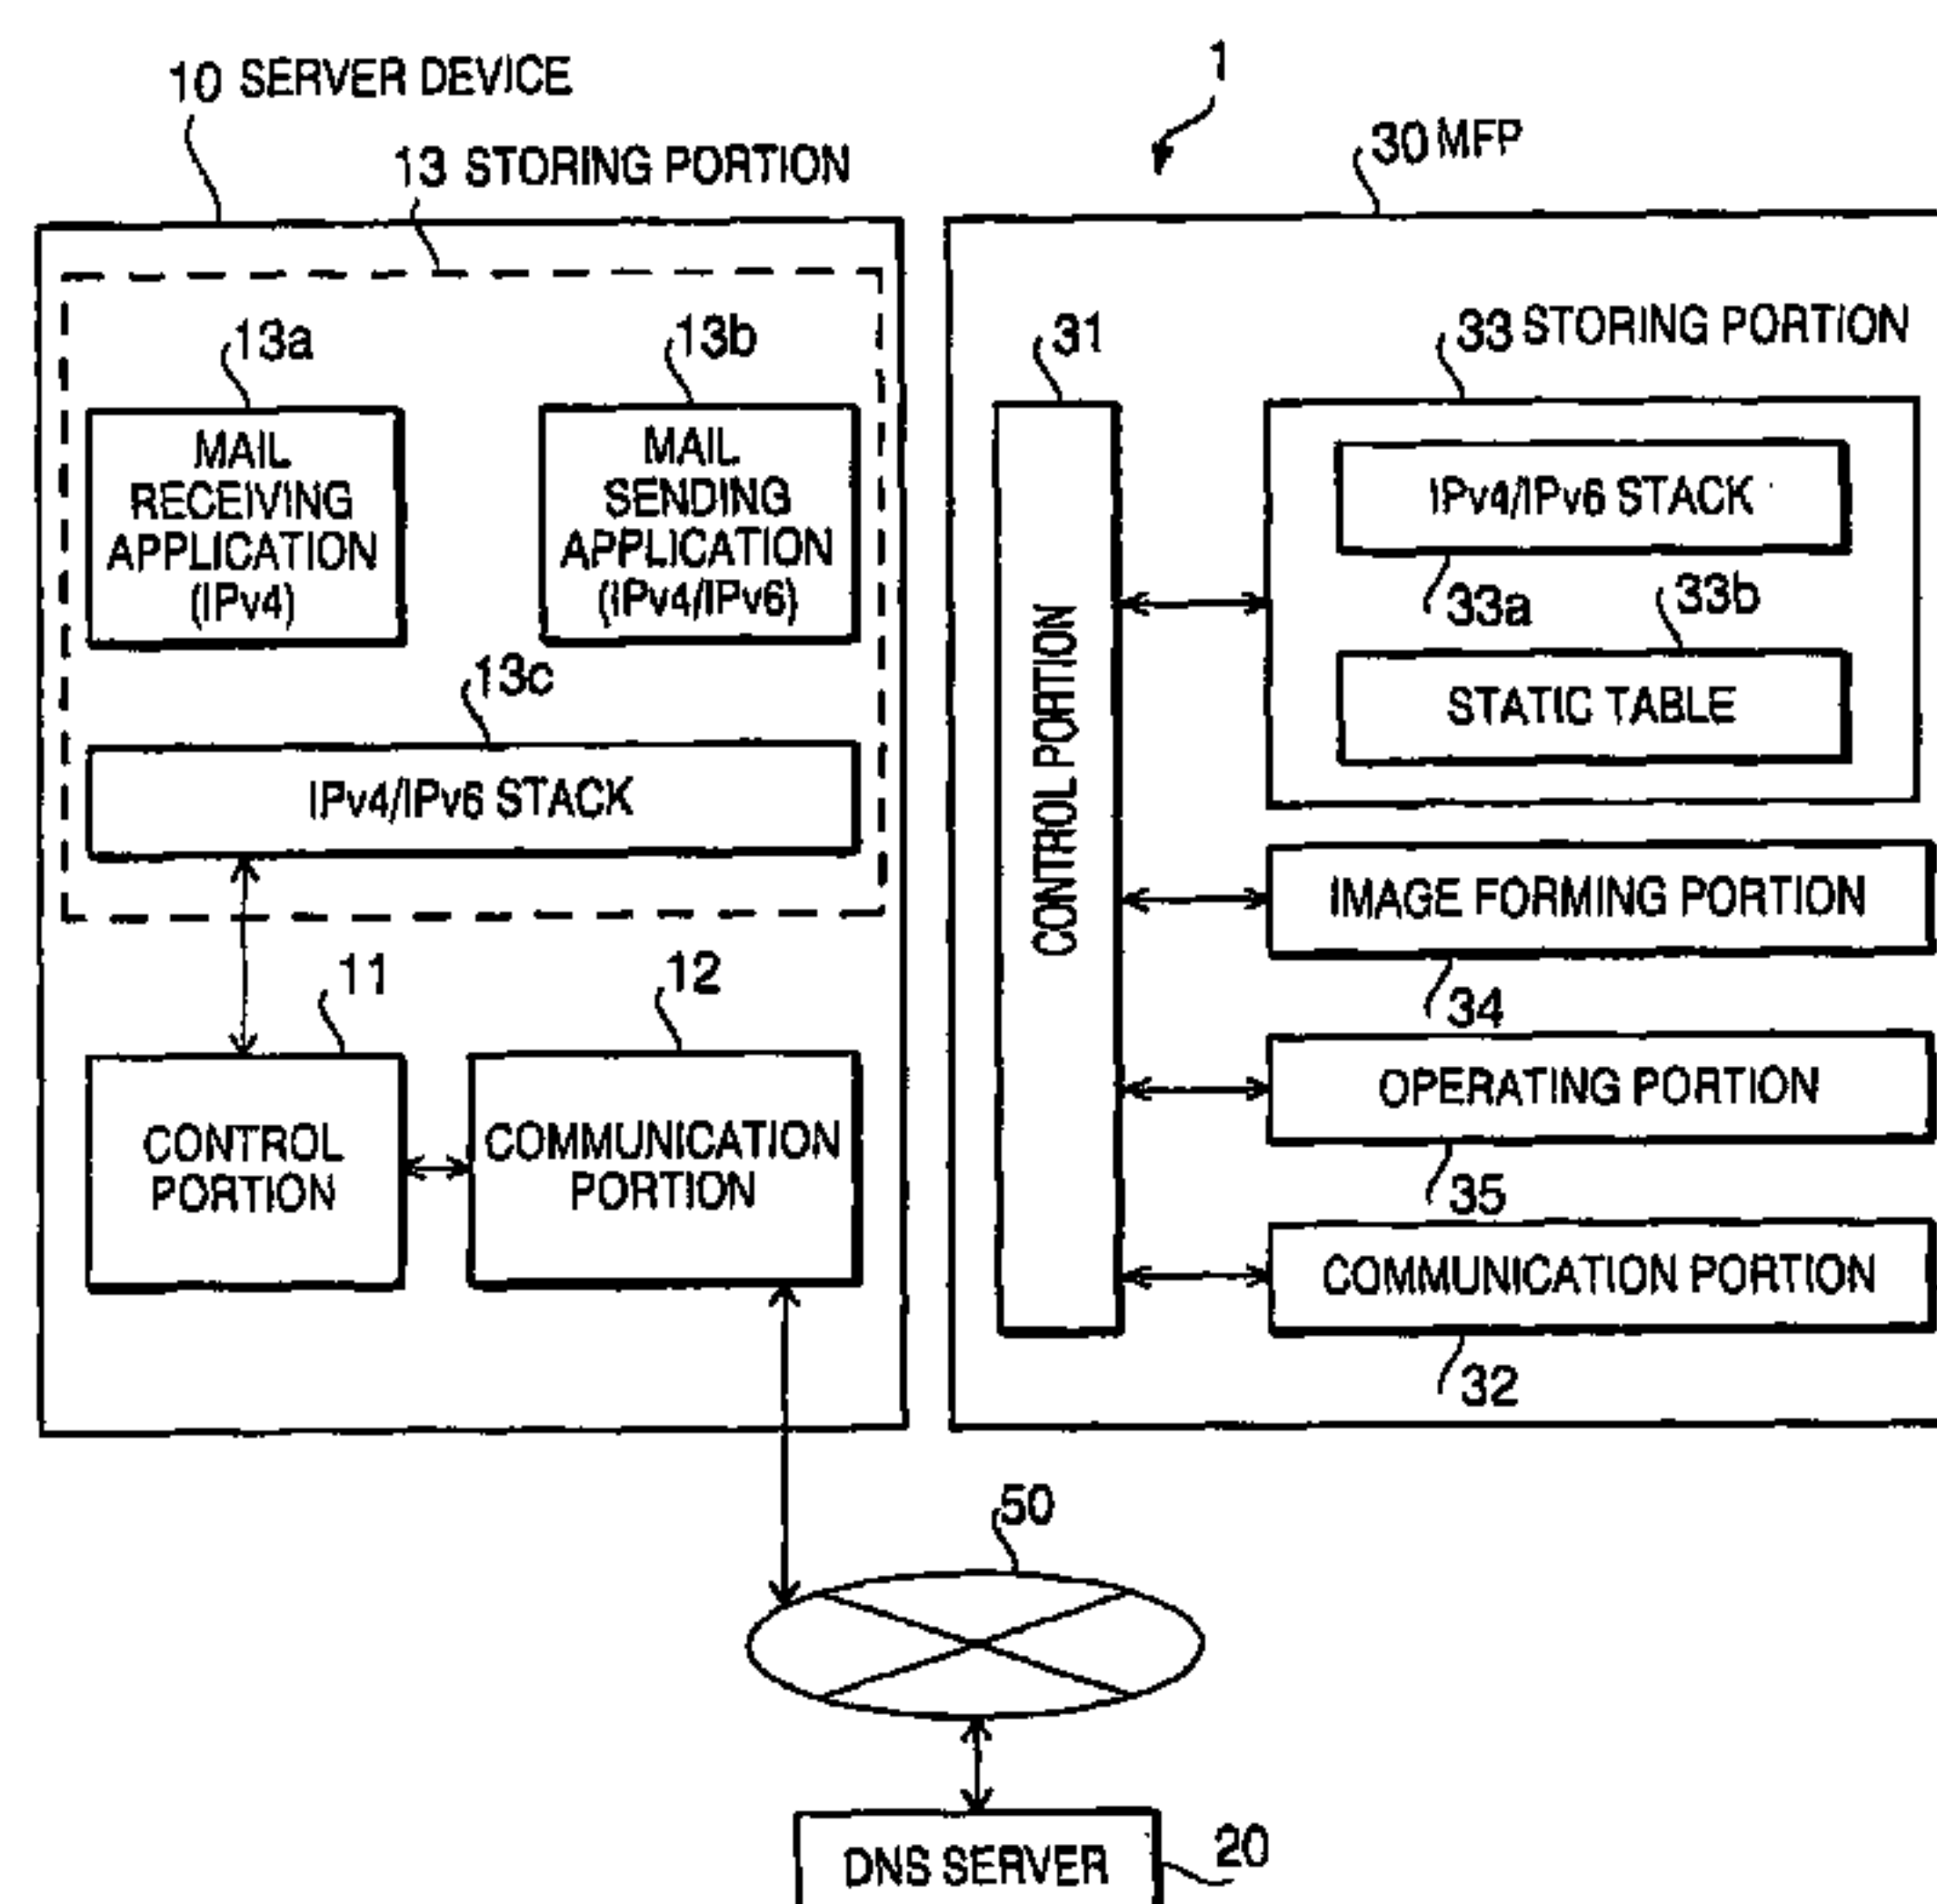 1
10 SERVER DEVICE
13 STORING PORTION
13a
MAIL
RECEIVING
APPLICATION
(IPv4)
13b
MAIL
SENDING
APPLICATION
(IPv4/IPv6)
13c
IPv4/IPv6 STACK
11
CONTROL
PORTION
12
COMMUNICATION
PORTION
30 MFP
31
CONTROL PORTION
33 STORING PORTION
IPv4/IPv6 STACK
33a
33b
STATIC TABLE
IMAGE FORMING PORTION
34
OPERATING PORTION
35
COMMUNICATION PORTION
32
50
DNS SERVER
20